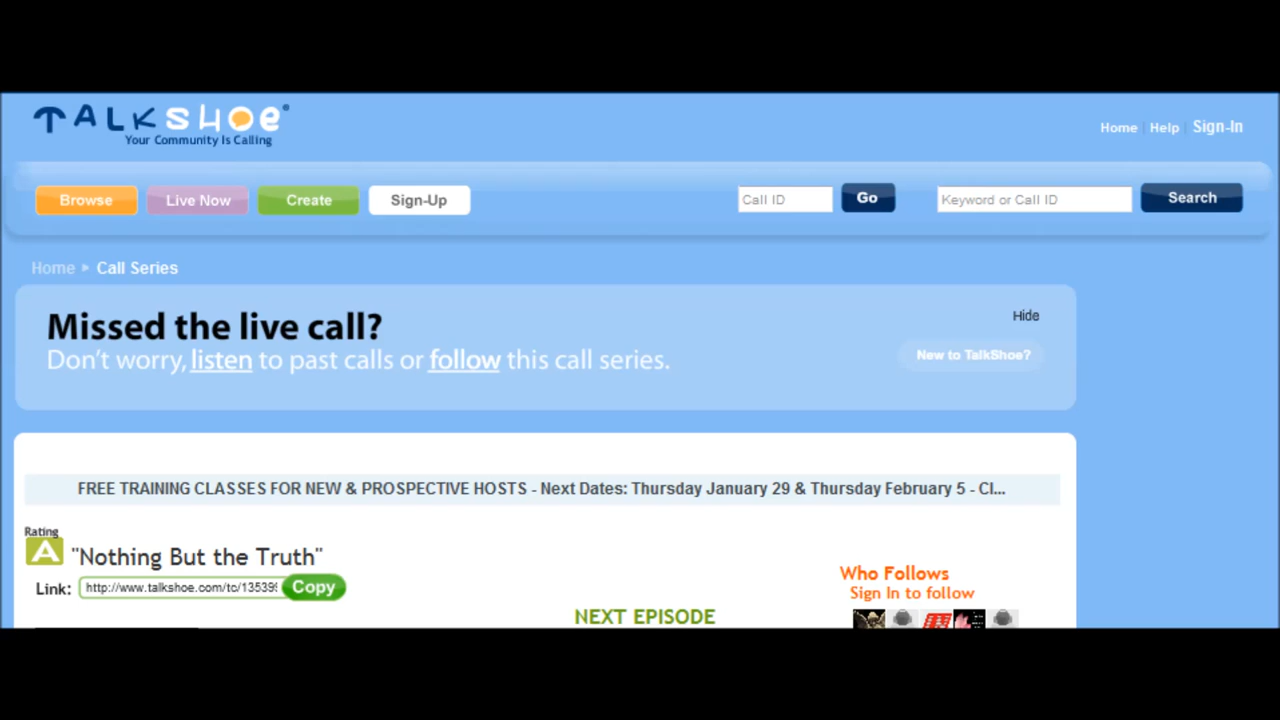 TALKSHOE
Your Community Is Calling
Home | Help | Sign-In
Browse Live Now Create Sign-Up Call ID Go Keyword or Call ID Search
Home ▸ Call Series
Missed the live call?
Hide
Don't worry, listen to past calls or follow this call series.
New to TalkShoe?
FREE TRAINING CLASSES FOR NEW & PROSPECTIVE HOSTS - Next Dates: Thursday January 29 & Thursday February 5 - Cl...
Rating
A "Nothing But the Truth"
Who Follows
Link: http://www.talkshoe.com/tc/13539 Copy
Sign In to follow
NEXT EPISODE